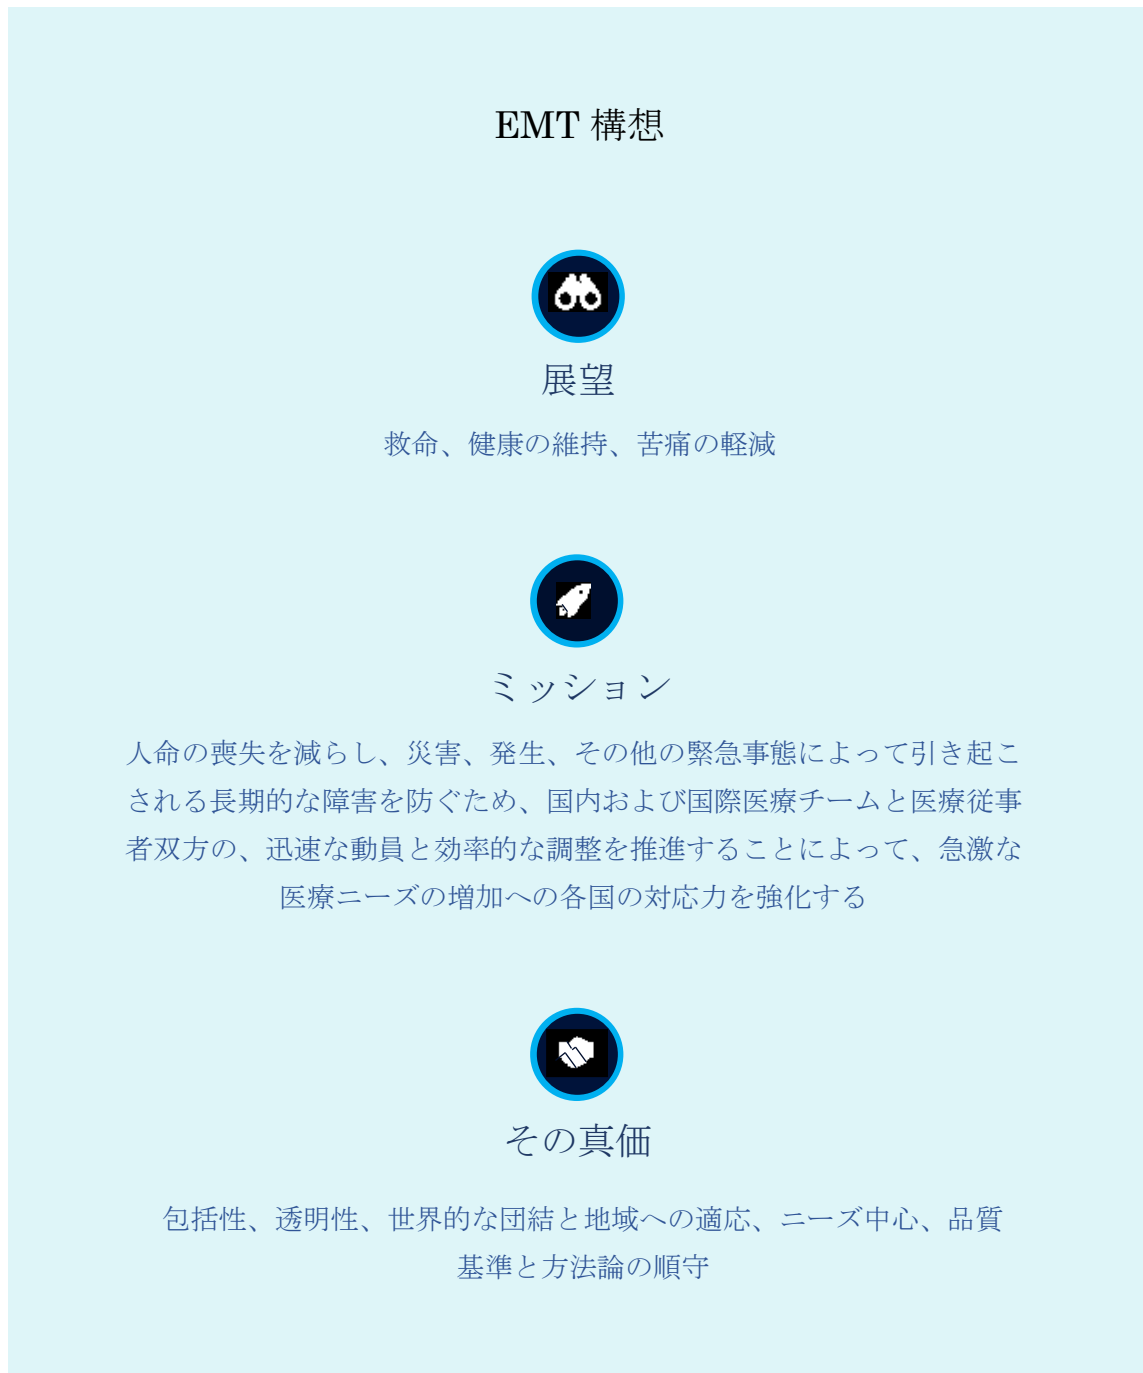 EMT 構想
展望
救命、健康の維持、苦痛の軽減
ミッション
人命の喪失を減らし、災害、発生、その他の緊急事態によって引き起こ
される長期的な障害を防ぐため、国内および国際医療チームと医療従事
者双方の、迅速な動員と効率的な調整を推進することによって、急激な
医療ニーズの増加への各国の対応力を強化する
その真価
包括性、透明性、世界的な団結と地域への適応、ニーズ中心、品質
基準と方法論の順守